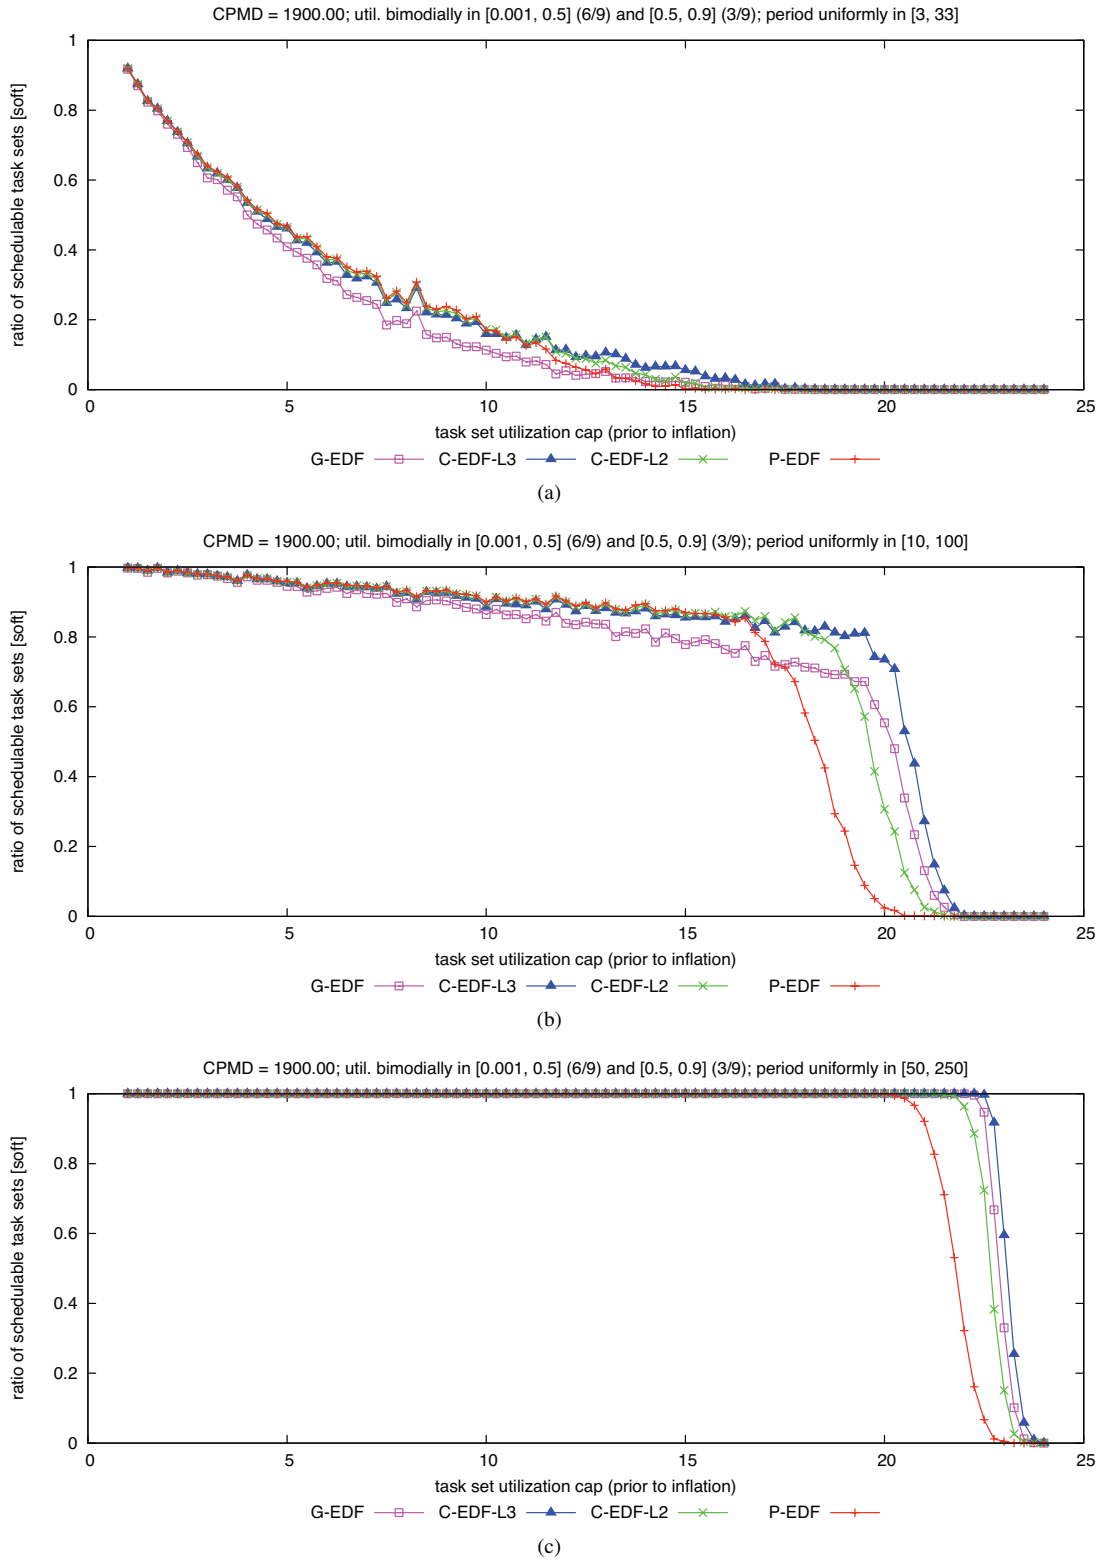 CPMD = 1900.00; util. bimodially in [0.001, 0.5] (6/9) and [0.5, 0.9] (3/9); period uniformly in [3, 33]
1
0.8
0.6
0.4
0.2
0
ratio of schedulable task sets [soft]
0 5 10 15 20 25
task set utilization cap (prior to inflation)
G-EDF C-EDF-L3 C-EDF-L2 P-EDF
(a)
CPMD = 1900.00; util. bimodially in [0.001, 0.5] (6/9) and [0.5, 0.9] (3/9); period uniformly in [10, 100]
1
0.8
0.6
0.4
0.2
0
ratio of schedulable task sets [soft]
0 5 10 15 20 25
task set utilization cap (prior to inflation)
G-EDF C-EDF-L3 C-EDF-L2 P-EDF
(b)
CPMD = 1900.00; util. bimodially in [0.001, 0.5] (6/9) and [0.5, 0.9] (3/9); period uniformly in [50, 250]
1
0.8
0.6
0.4
0.2
0
ratio of schedulable task sets [soft]
0 5 10 15 20 25
task set utilization cap (prior to inflation)
G-EDF C-EDF-L3 C-EDF-L2 P-EDF
(c)